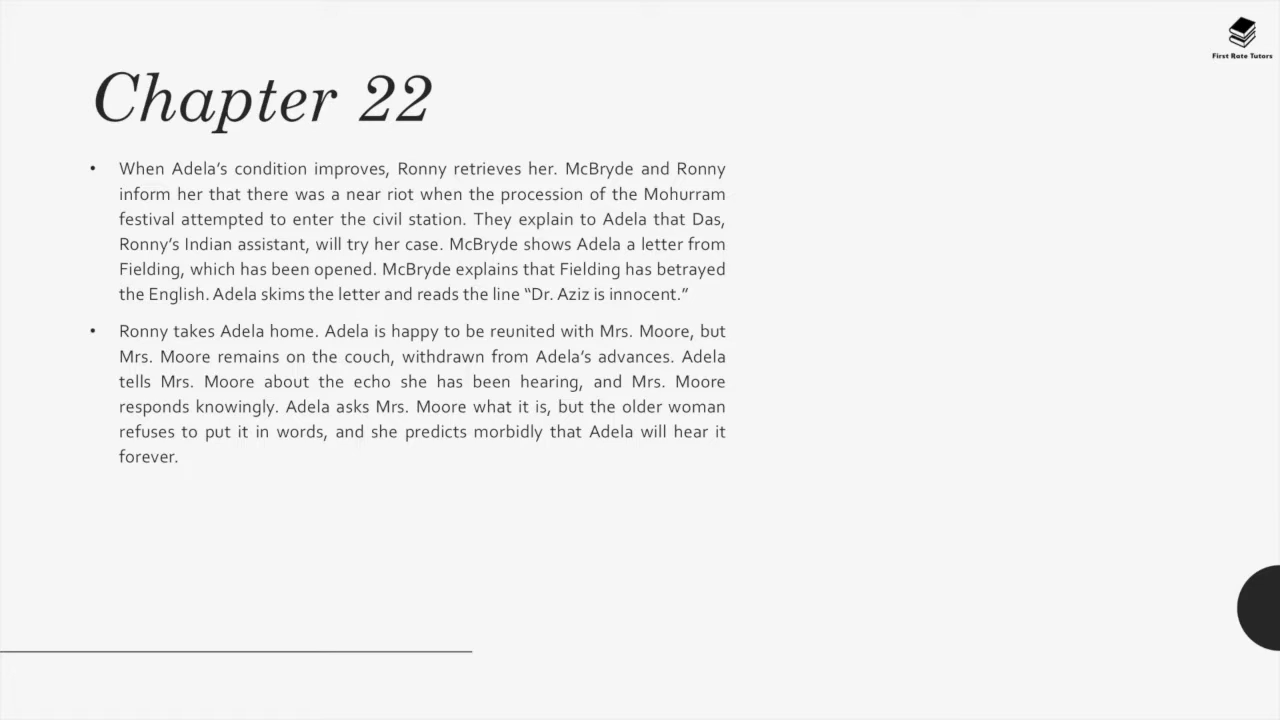 First Rate Tutors
Chapter 22
• When Adela’s condition improves, Ronny retrieves her. McBryde and Ronny
inform her that there was a near riot when the procession of the Mohurram
festival attempted to enter the civil station. They explain to Adela that Das,
Ronny’s Indian assistant, will try her case. McBryde shows Adela a letter from
Fielding, which has been opened. McBryde explains that Fielding has betrayed
the English. Adela skims the letter and reads the line “Dr. Aziz is innocent.”
• Ronny takes Adela home. Adela is happy to be reunited with Mrs. Moore, but
Mrs. Moore remains on the couch, withdrawn from Adela’s advances. Adela
tells Mrs. Moore about the echo she has been hearing, and Mrs. Moore
responds knowingly. Adela asks Mrs. Moore what it is, but the older woman
refuses to put it in words, and she predicts morbidly that Adela will hear it
forever.